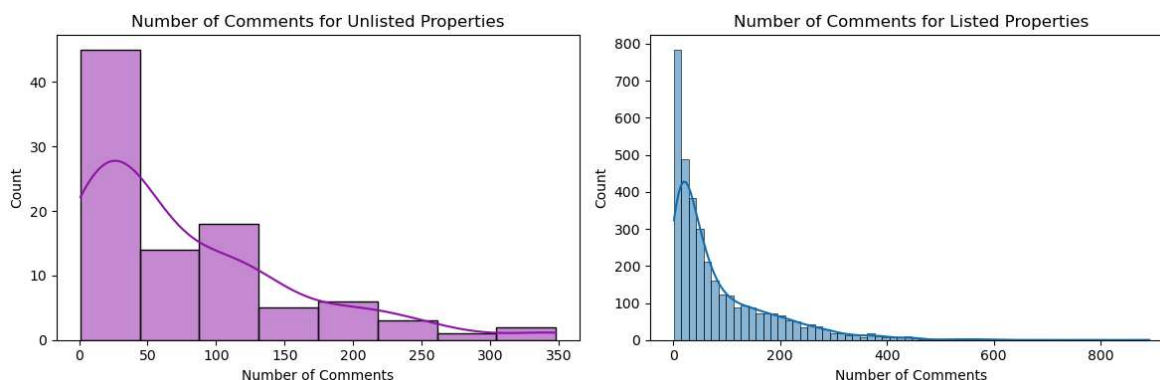 Number of Comments for Unlisted Properties
40
30
20
10
0
Count
0 50 100 150 200 250 300 350
Number of Comments
Number of Comments for Listed Properties
800
700
600
500
400
300
200
100
0
Count
0 200 400 600 800
Number of Comments